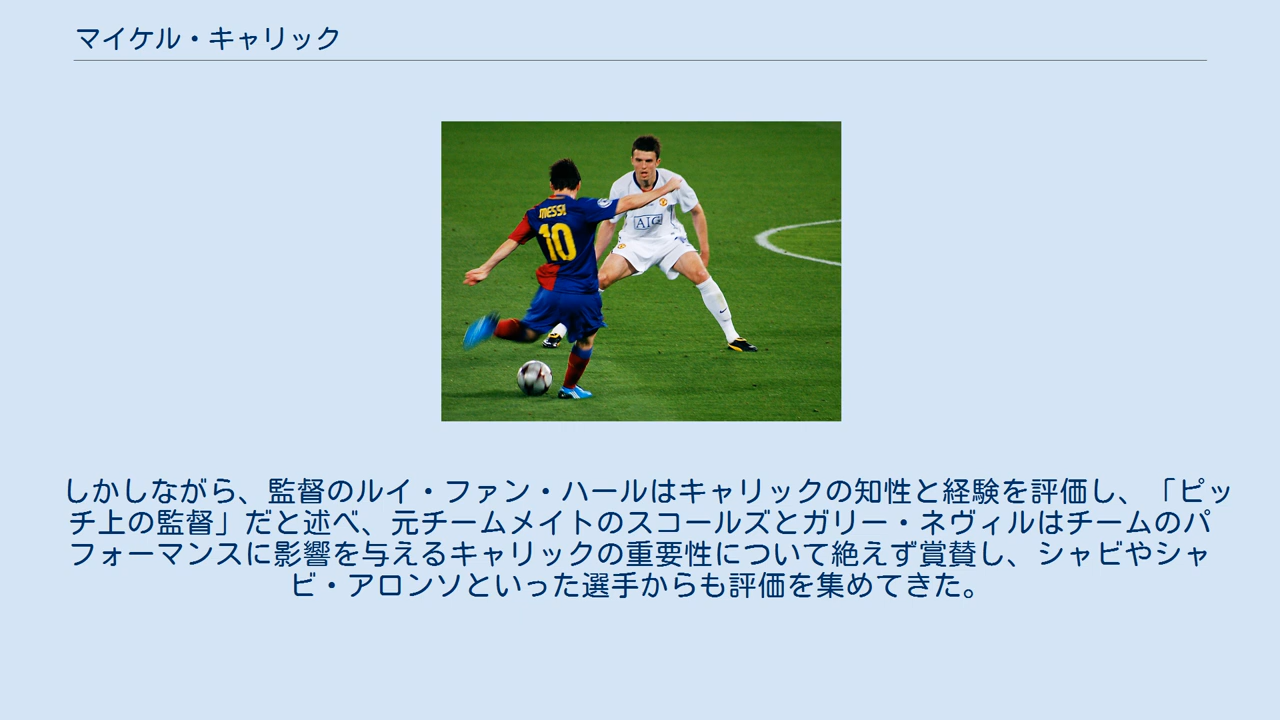 マイケル・キャリック
MESSI
10
AIG
しかしながら、監督のルイ・ファン・ハールはキャリックの知性と経験を評価し、「ピッ
チ上の監督」だと述べ、元チームメイトのスコールズとガリー・ネヴィルはチームのパ
フォーマンスに影響を与えるキャリックの重要性について絶えず賞賛し、シャビやシャ
ビ・アロンソといった選手からも評価を集めてきた。